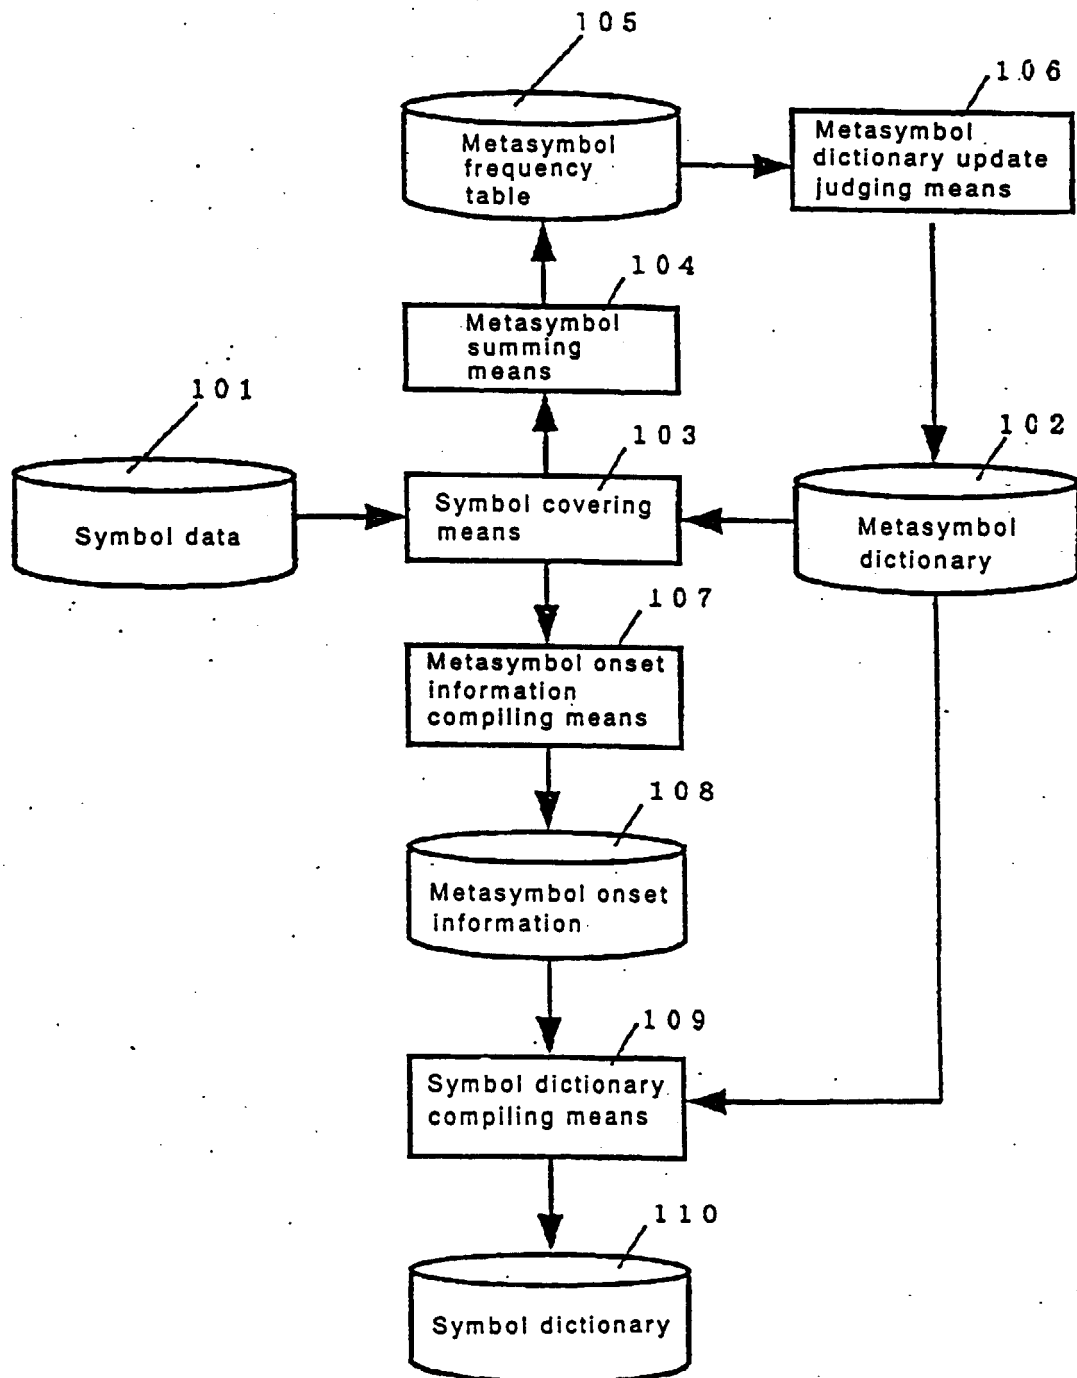 105
106
Metasymbol
frequency
table
Metasymbol
dictionary update
judging means
104
Metasymbol
summing
means
101
103
102
Symbol data
Symbol covering
means
Metasymbol
dictionary
107
Metasymbol onset
information
compiling means
108
Metasymbol onset
information
109
Symbol dictionary
compiling means
110
Symbol dictionary